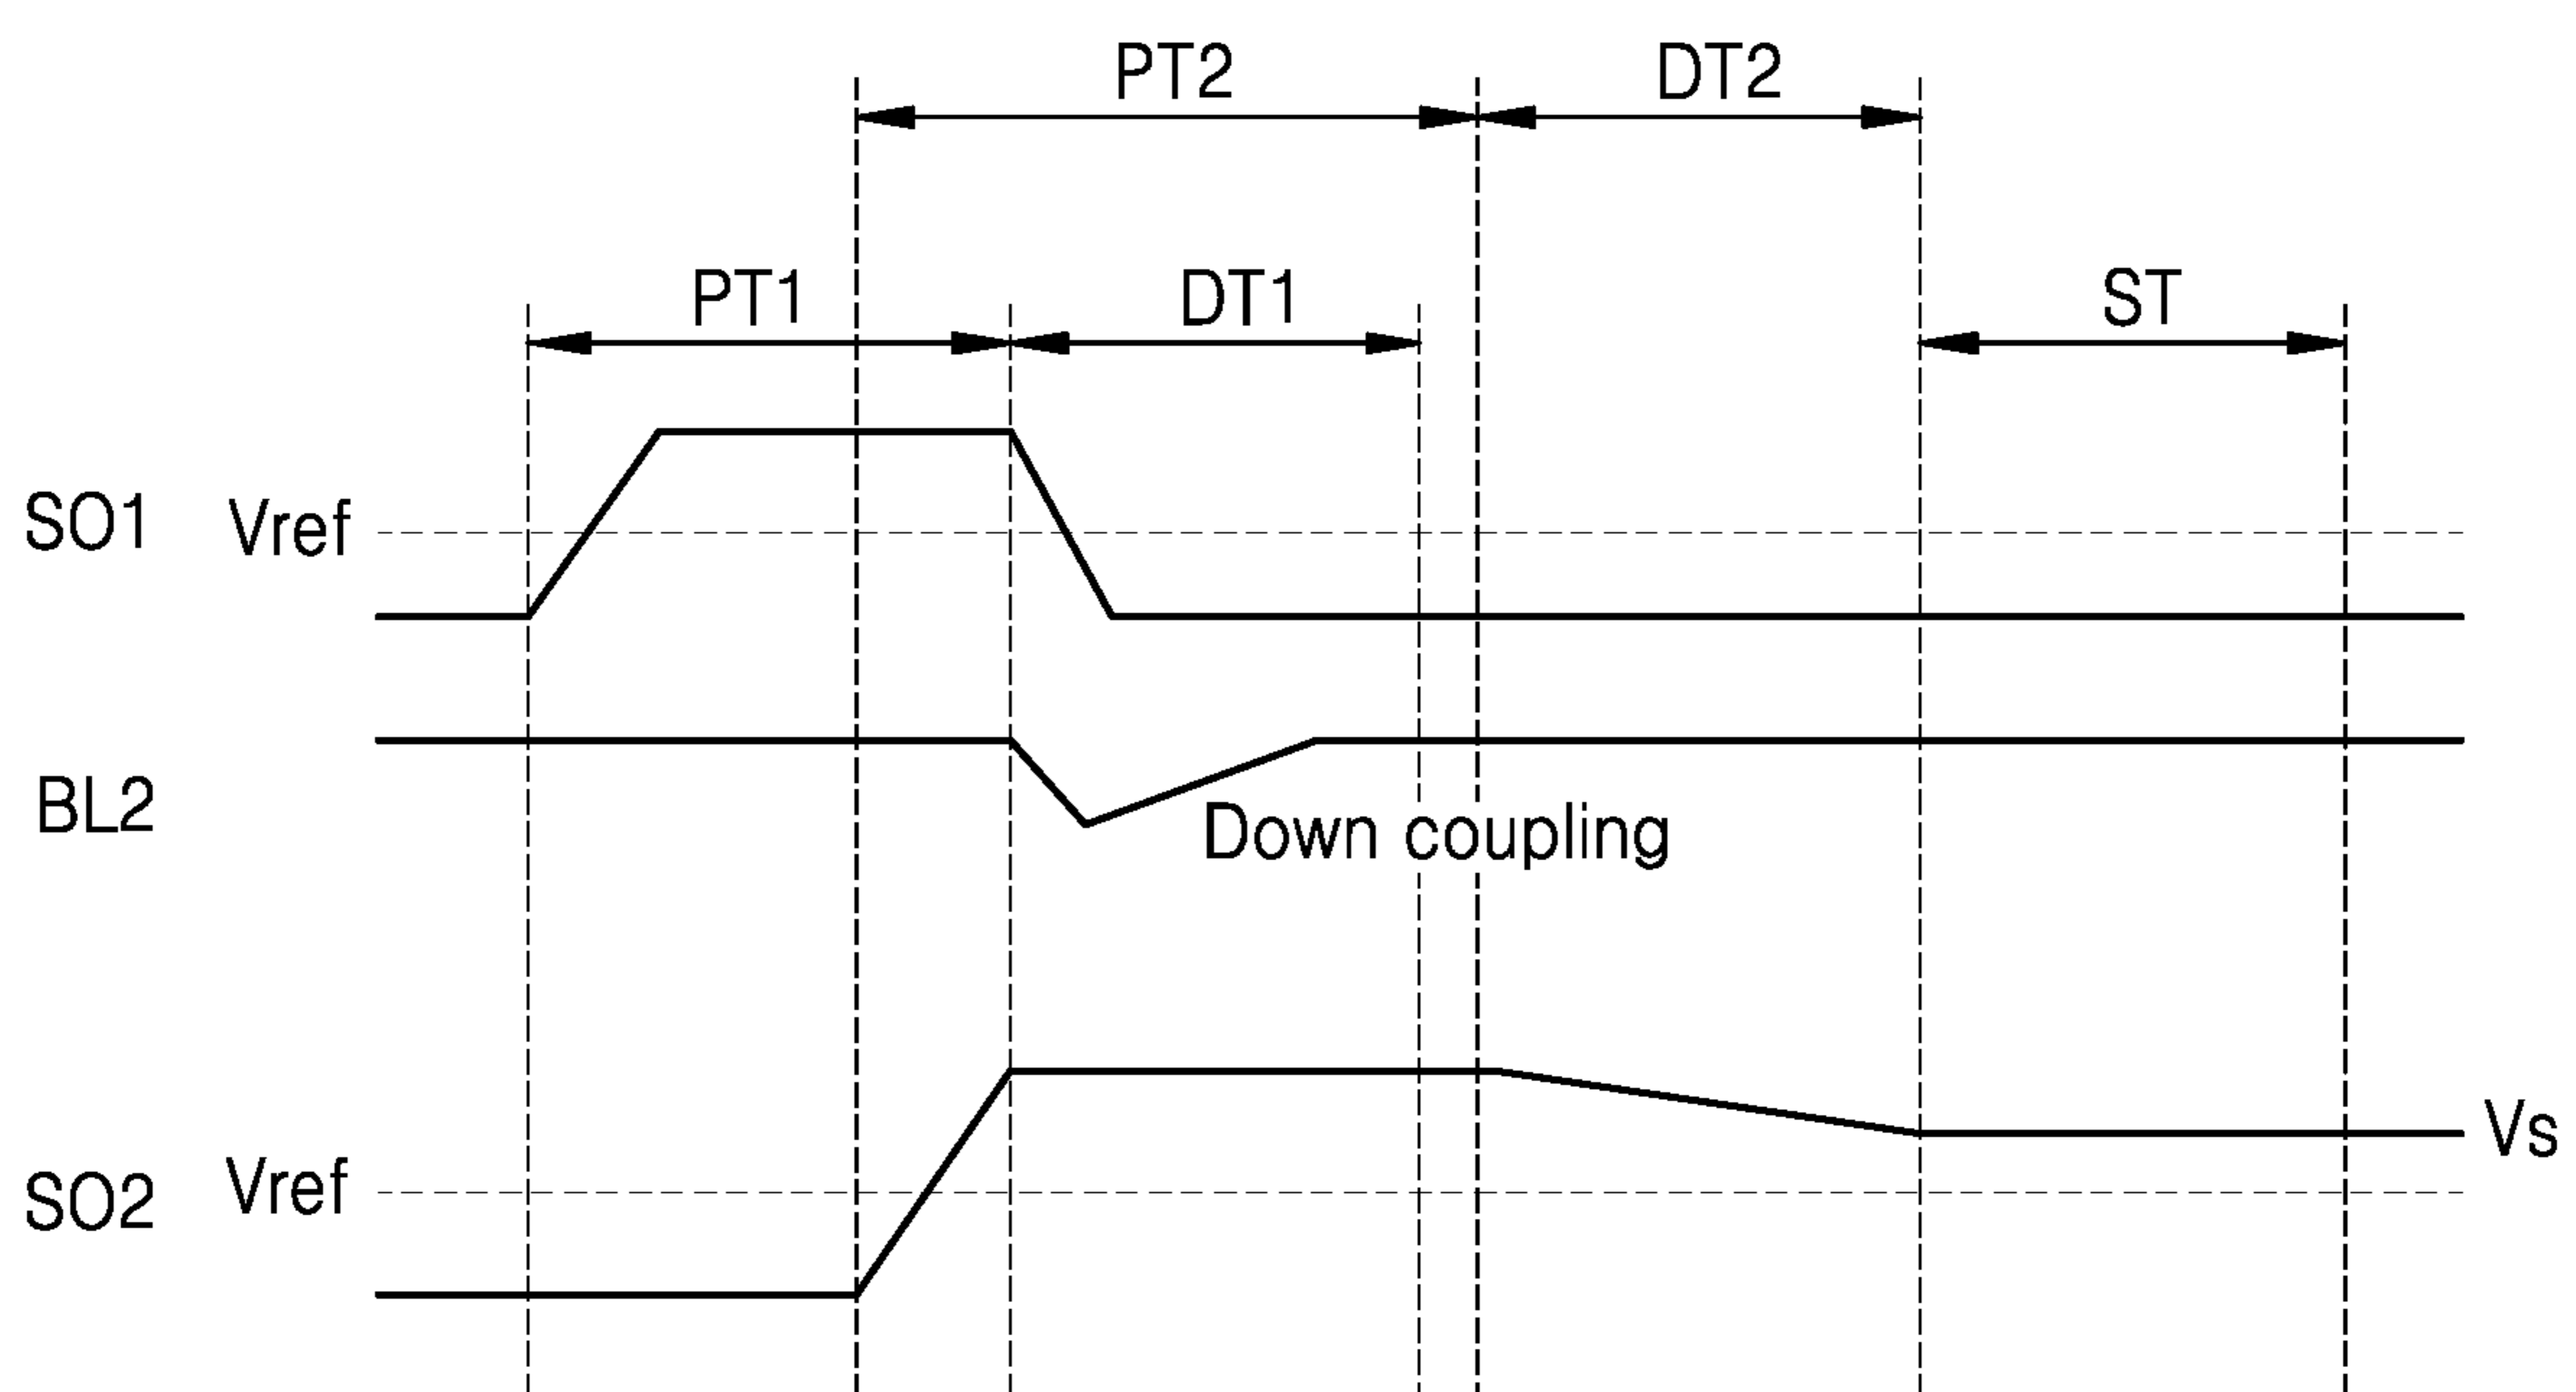 PT2 DT2
PT1 DT1 ST
SO1 Vref
BL2
Down coupling
Vs
SO2 Vref